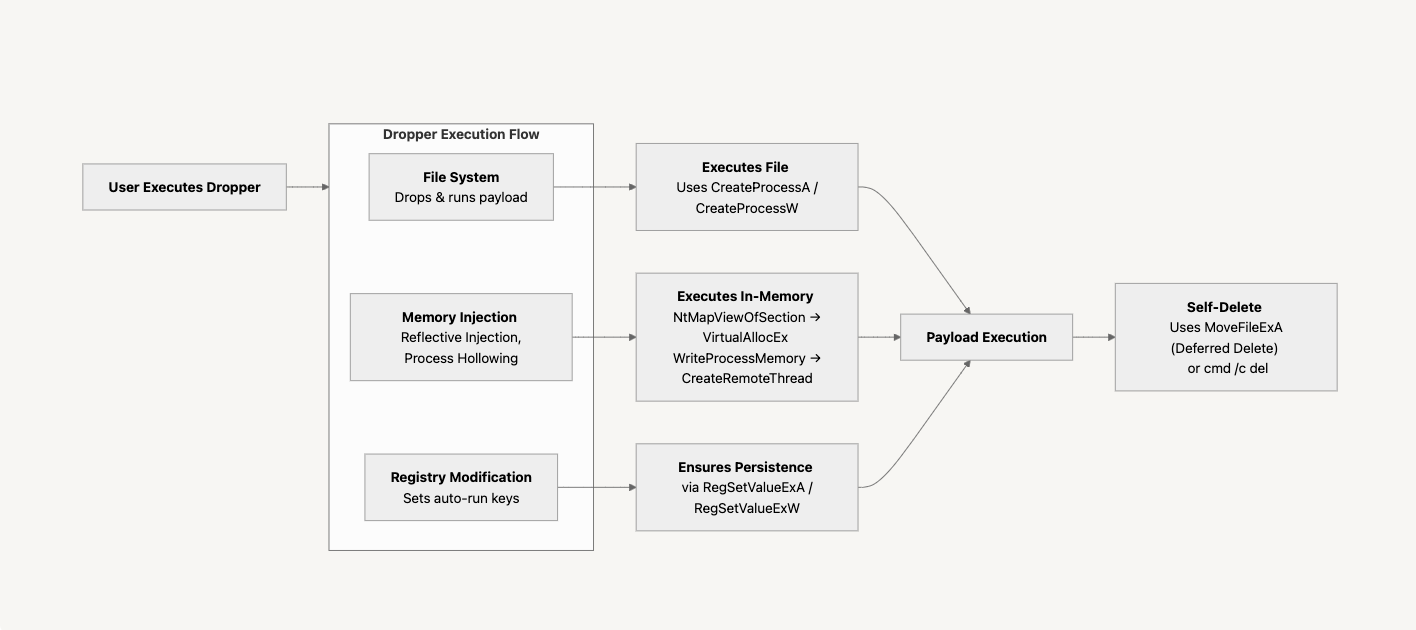 Dropper Execution Flow
User Executes Dropper
File System
Drops & runs payload
Executes File
Uses CreateProcessA /
CreateProcessW
Memory Injection
Reflective Injection,
Process Hollowing
Executes In-Memory
NtMapViewOfSection →
VirtualAllocEx
WriteProcessMemory →
CreateRemoteThread
Payload Execution
Self-Delete
Uses MoveFileExA
(Deferred Delete)
or cmd /c del
Registry Modification
Sets auto-run keys
Ensures Persistence
via RegSetValueExA /
RegSetValueExW